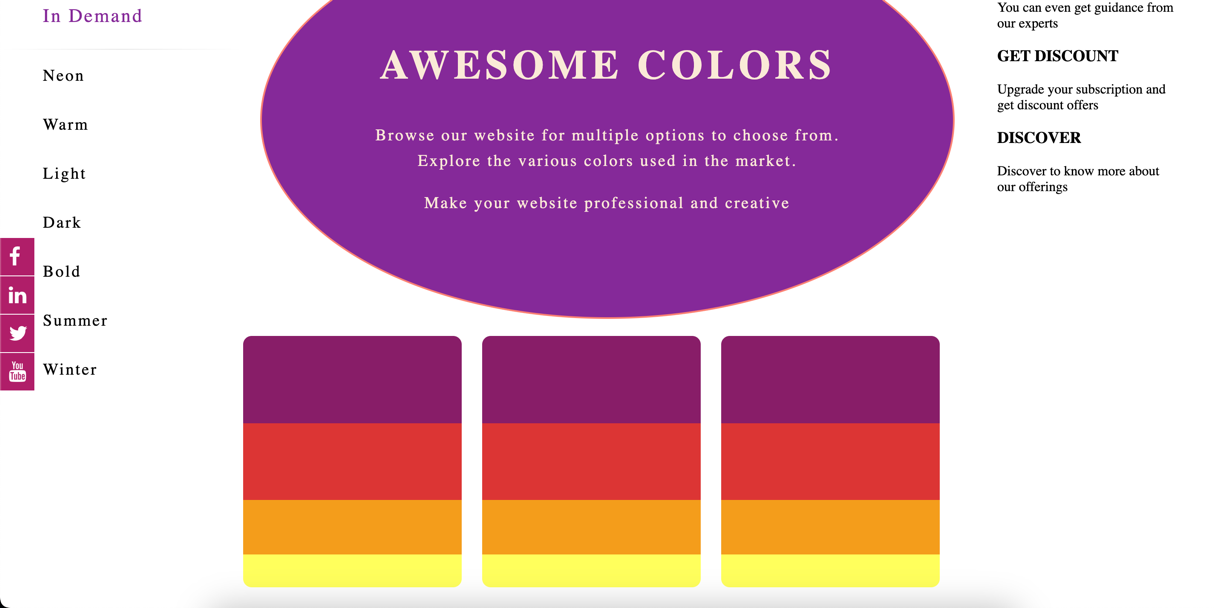 In Demand
Neon
Warm
Light
Dark
Bold
Summer
Winter
You
Tube
AWESOME COLORS
Browse our website for multiple options to choose from.
Explore the various colors used in the market.
Make your website professional and creative
You can even get guidance from
our experts
GET DISCOUNT
Upgrade your subscription and
get discount offers
DISCOVER
Discover to know more about
our offerings